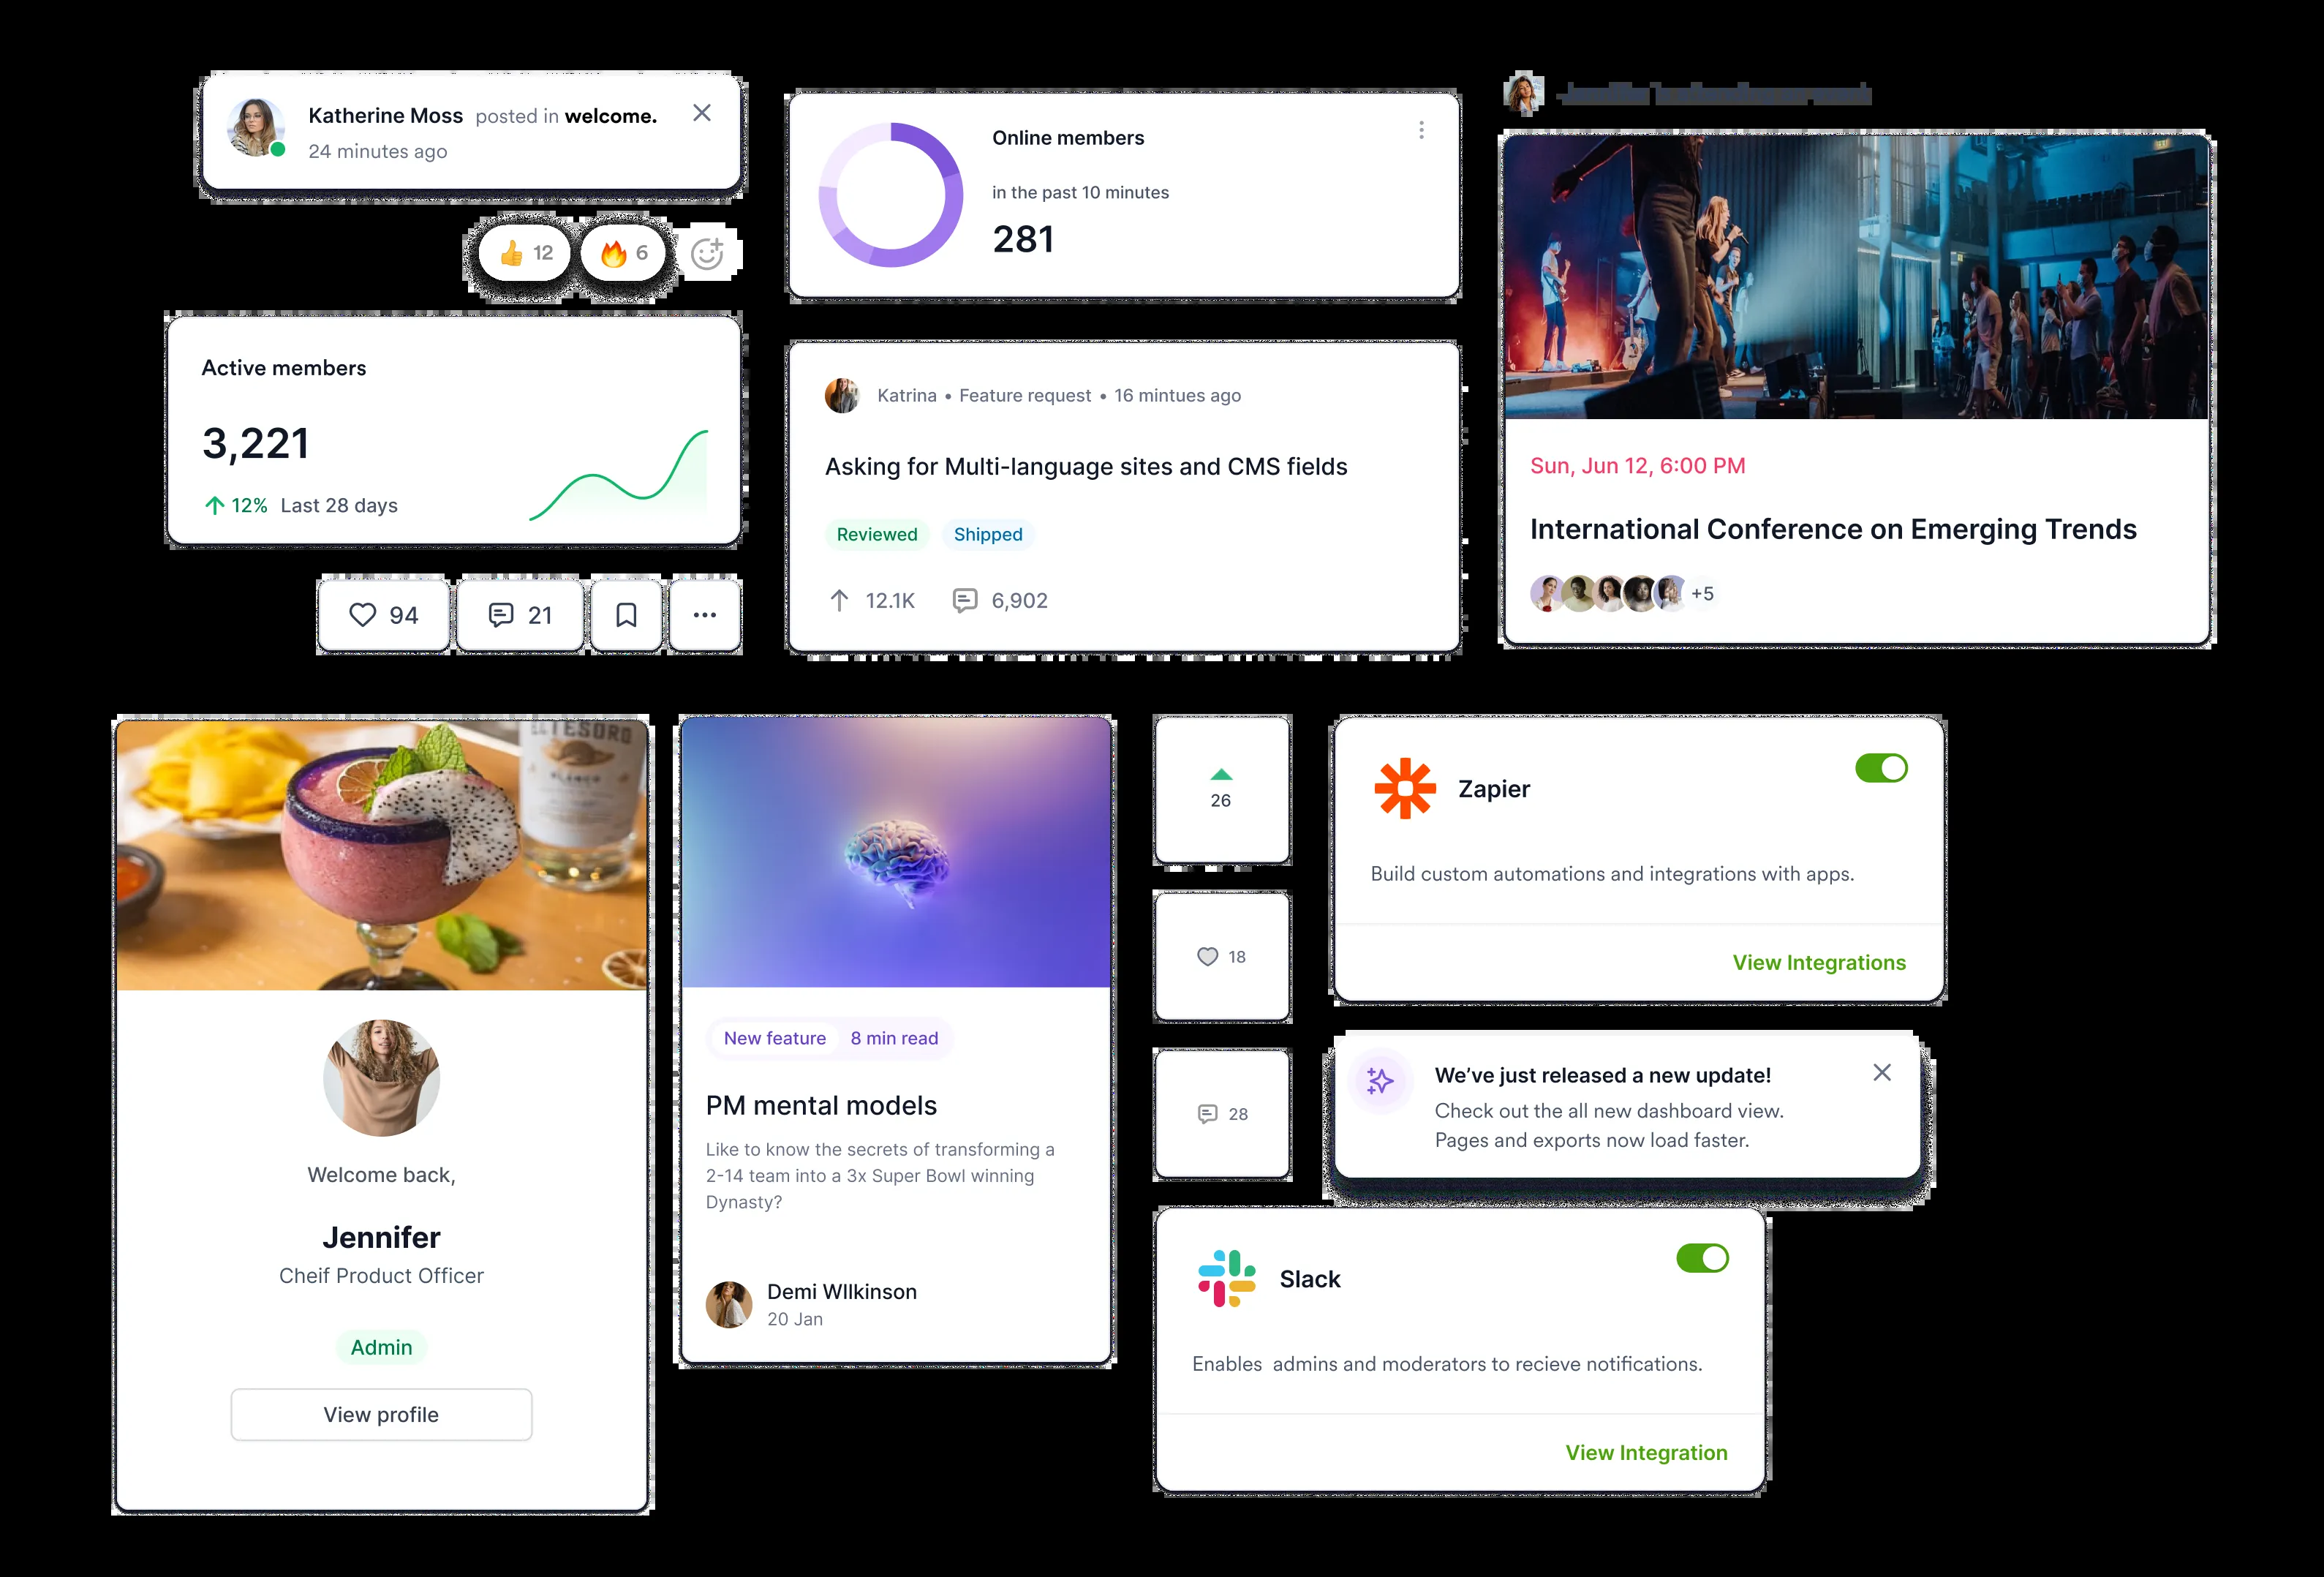 Katherine Moss posted in welcome.
24 minutes ago
12
6
Active members
3,221
12% Last 28 days
94
21
Online members
in the past 10 minutes
281
Katrina • Feature request • 16 mintues ago
Asking for Multi-language sites and CMS fields
Reviewed
Shipped
12.1K
6,902
Sun, Jun 12, 6:00 PM
International Conference on Emerging Trends
+5
Welcome back,
Jennifer
Cheif Product Officer
Admin
View profile
New feature
8 min read
PM mental models
Like to know the secrets of transforming a
2-14 team into a 3x Super Bowl winning
Dynasty?
Demi WIlkinson
20 Jan
26
18
28
Zapier
Build custom automations and integrations with apps.
View Integrations
We’ve just released a new update!
Check out the all new dashboard view.
Pages and exports now load faster.
Slack
Enables  admins and moderators to recieve notifications.
View Integration